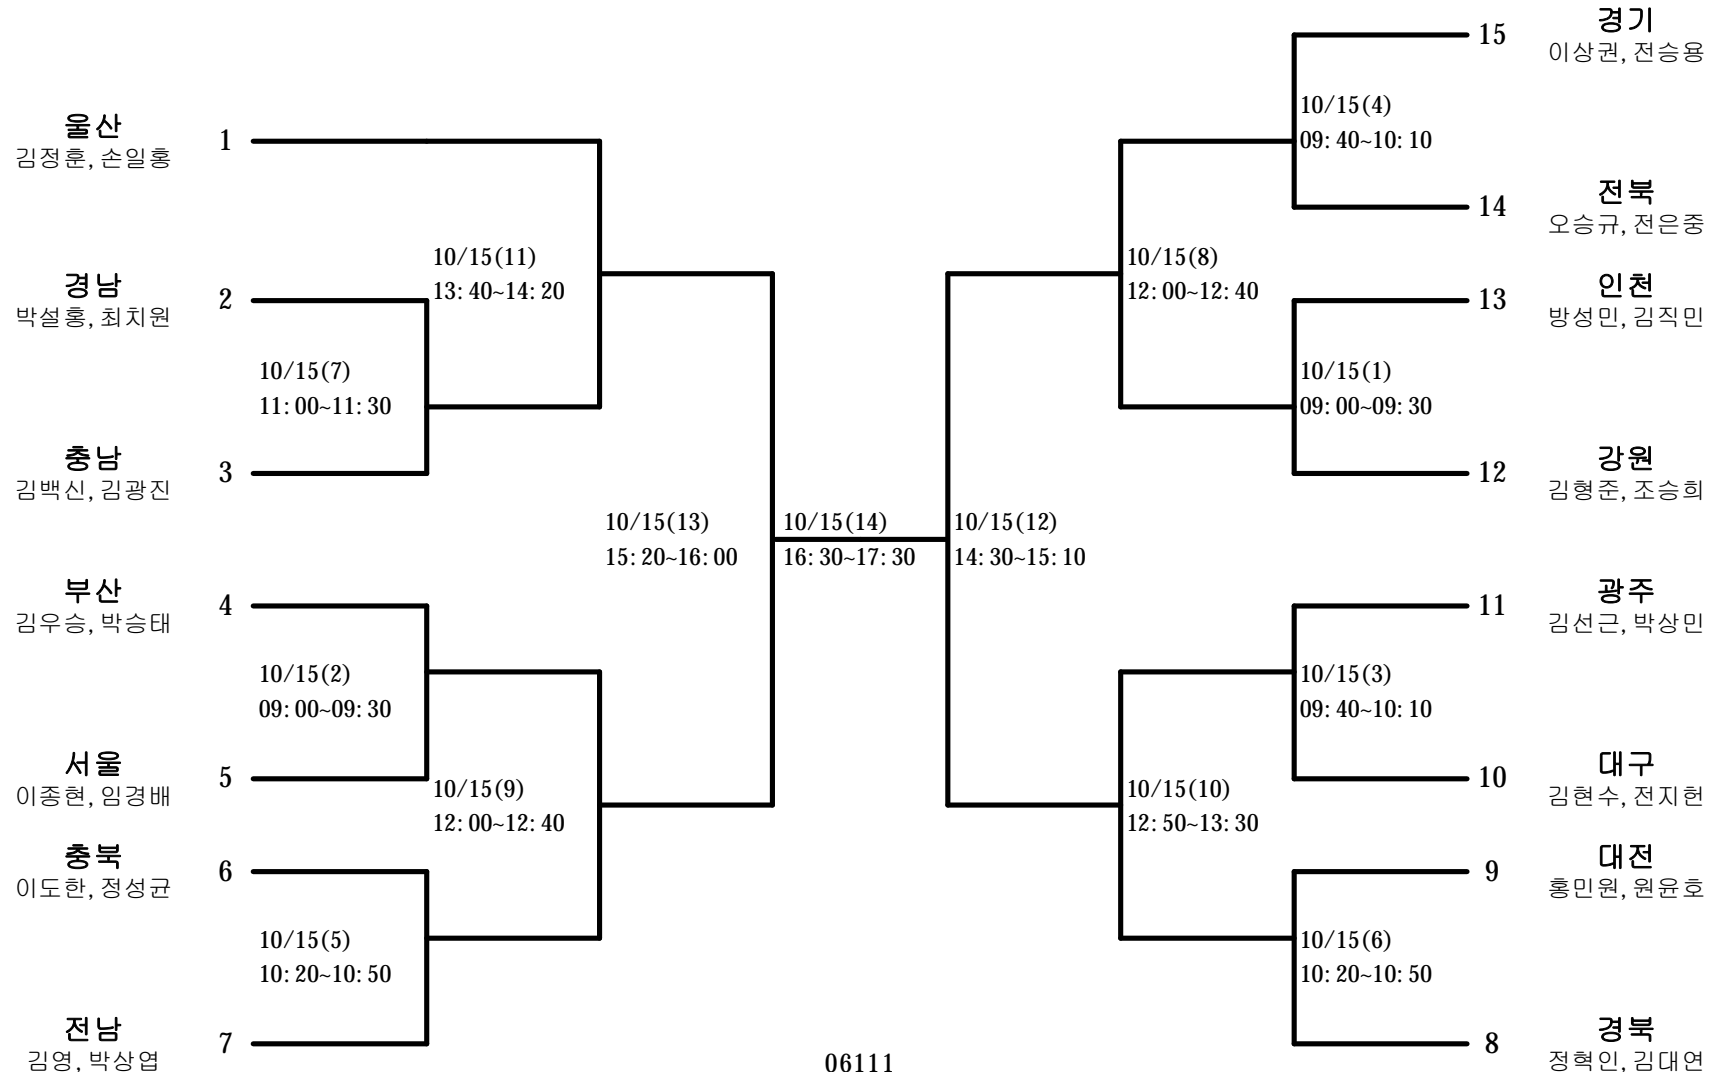 울산
김정훈, 손일홍
1
경남
박설홍, 최치원
2
10/15(7)
11:00~11:30
충남
김백신, 김광진
3
10/15(11)
13:40~14:20
부산
김우승, 박승태
4
10/15(2)
09:00~09:30
서울
이종현, 임경배
5
10/15(9)
12:00~12:40
충북
이도한, 정성균
6
10/15(5)
10:20~10:50
전남
김영, 박상엽
7
10/15(13)
15:20~16:00
10/15(14)
16:30~17:30
10/15(12)
14:30~15:10
15
경기
이상권, 전승용
10/15(4)
09:40~10:10
14
전북
오승규, 전은중
10/15(8)
12:00~12:40
13
인천
방성민, 김직민
10/15(1)
09:00~09:30
12
강원
김형준, 조승희
11
광주
김선근, 박상민
10/15(3)
09:40~10:10
10
대구
김현수, 전지헌
10/15(10)
12:50~13:30
9
대전
홍민원, 원윤호
10/15(6)
10:20~10:50
8
경북
정혁인, 김대연
06111